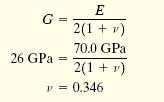 G = E / 2(1 + ν)
26 GPa = 70.0 GPa / 2(1 + ν)
ν = 0.346